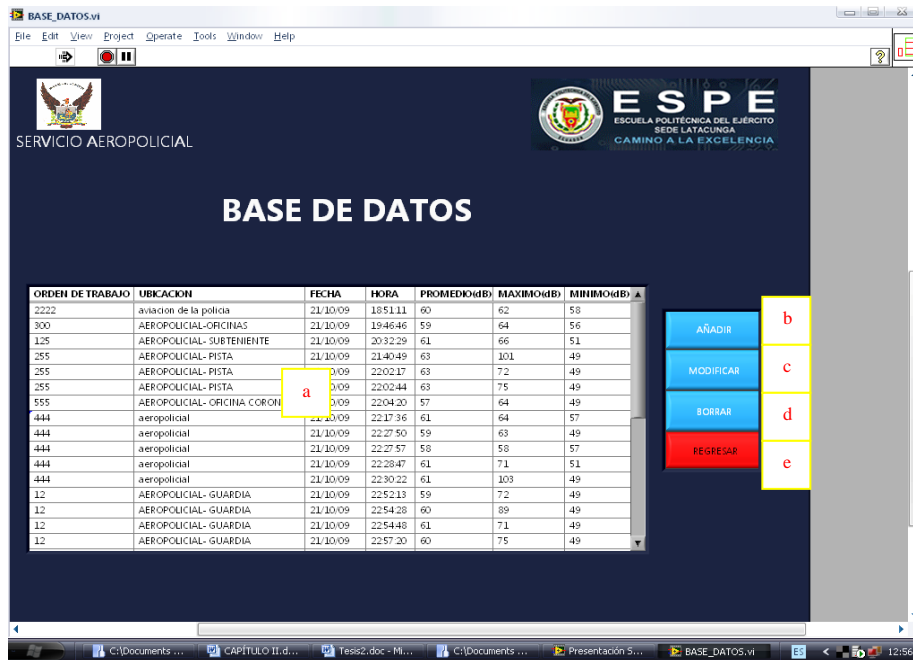 BASE_DATOS.vi
File Edit View Project Operate Tools Window Help
SERVICIO AEROPOLICIAL
ESPE
ESCUELA POLITÉCNICA DEL EJÉRCITO
SEDE LATACUNGA
CAMINO A LA EXCELENCIA
BASE DE DATOS
ORDEN DE TRABAJO UBICACION FECHA HORA PROMEDIO(dB) MAXIMO(dB) MINIMO(dB)
2222 aviacion de la policia 21/10/09 18:51:11 60 62 58
300 AEROPOLICIAL-OFICINAS 21/10/09 19:46:46 59 64 56
125 AEROPOLICIAL- SUBTENIENTE 21/10/09 20:32:29 61 66 51
255 AEROPOLICIAL- PISTA 21/10/09 21:40:49 63 101 49
255 AEROPOLICIAL- PISTA 0/09 22:02:17 63 72 49
255 AEROPOLICIAL- PISTA 0/09 22:02:44 63 75 49
555 AEROPOLICIAL- OFICINA CORON 0/09 22:04:20 57 64 49
444 aeropolicial 21/10/09 22:17:36 61 64 57
444 aeropolicial 21/10/09 22:27:50 59 63 49
444 aeropolicial 21/10/09 22:27:57 58 58 57
444 aeropolicial 21/10/09 22:28:47 61 71 51
444 aeropolicial 21/10/09 22:30:22 61 103 49
12 AEROPOLICIAL- GUARDIA 21/10/09 22:52:13 59 72 49
12 AEROPOLICIAL- GUARDIA 21/10/09 22:54:28 60 89 49
12 AEROPOLICIAL- GUARDIA 21/10/09 22:54:48 61 71 49
12 AEROPOLICIAL- GUARDIA 21/10/09 22:57:20 60 75 49
a
AÑADIR b
MODIFICAR c
BORRAR d
REGRESAR e
C:\Documents ... CAPÍTULO II.d... Tesis2.doc - Mi... C:\Documents ... Presentación S... BASE_DATOS.vi ES 12:56